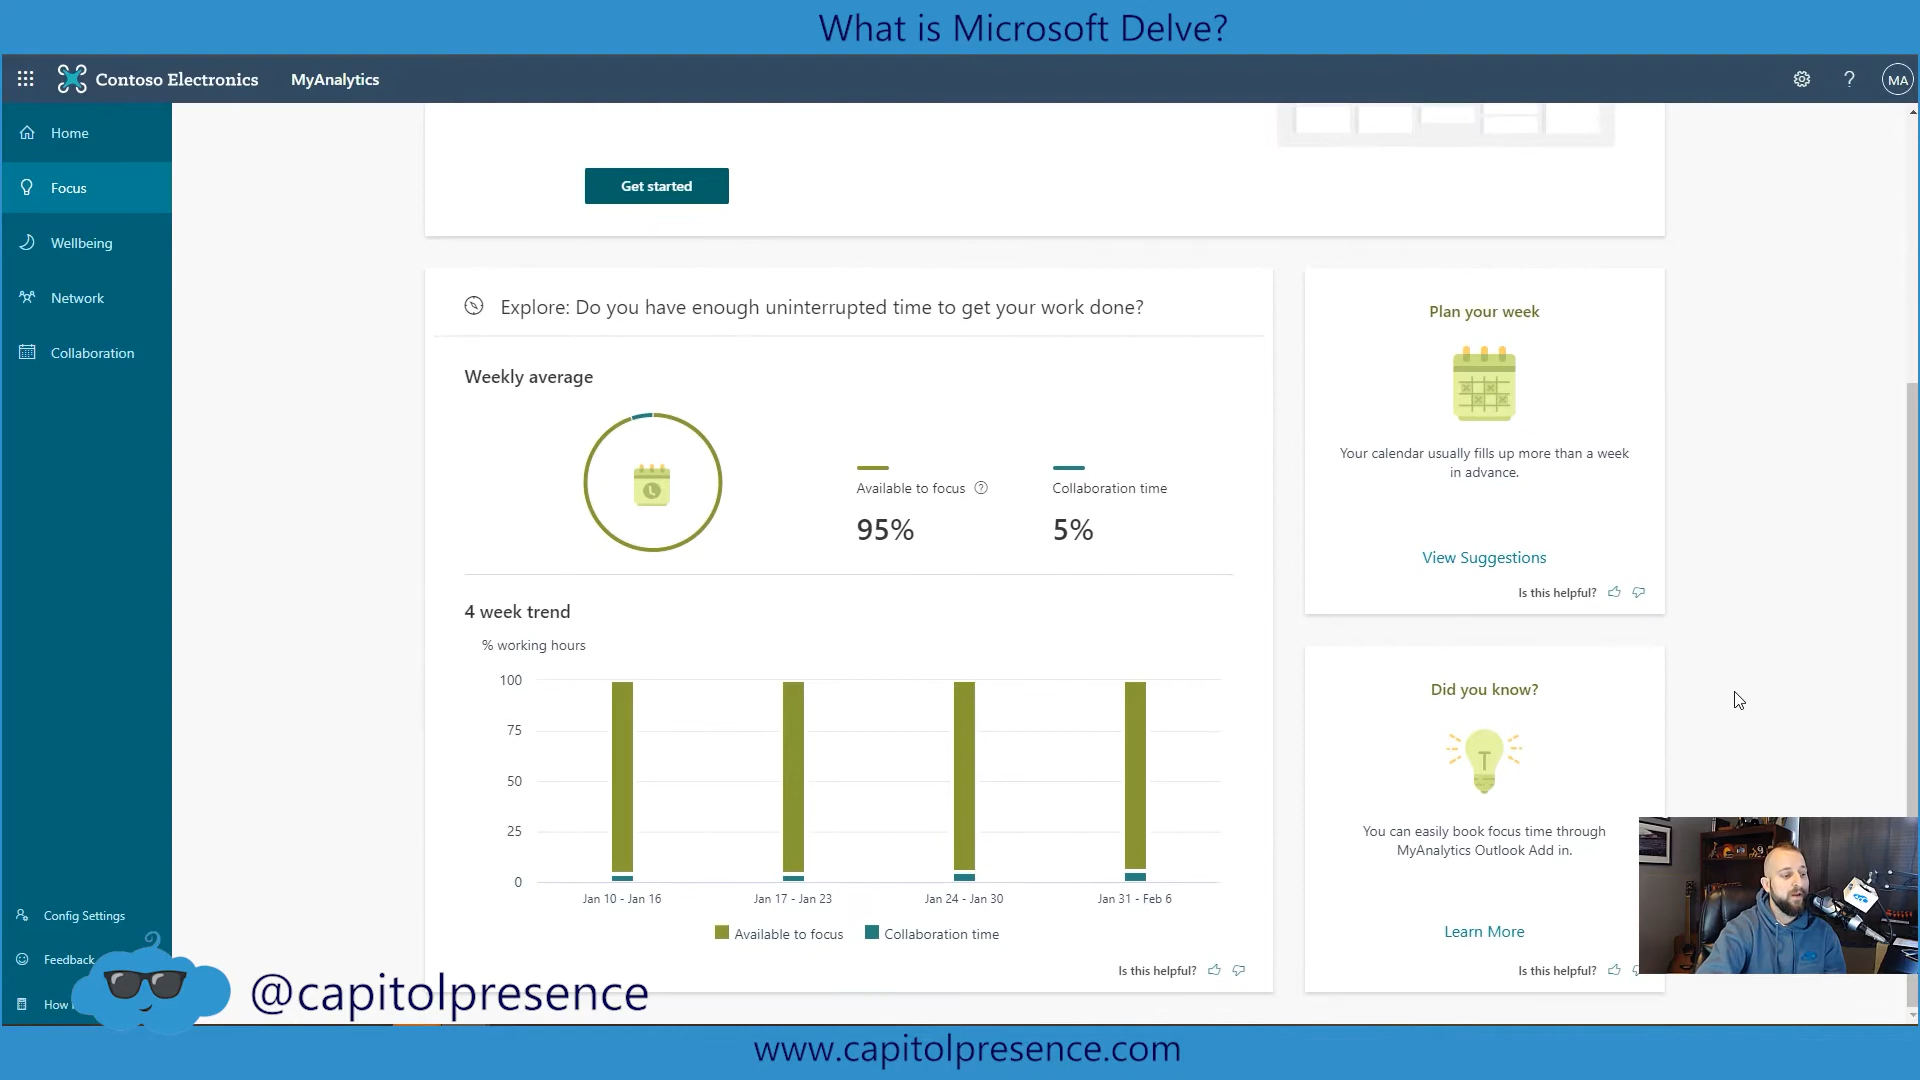 What is Microsoft Delve?
Contoso Electronics
MyAnalytics
MA
Home
Focus
Wellbeing
Network
Collaboration
Config Settings
Feedback
How
Get started
Explore: Do you have enough uninterrupted time to get your work done?
Weekly average
Available to focus
95%
Collaboration time
5%
4 week trend
% working hours
100
75
50
25
0
Jan 10 - Jan 16
Jan 17 - Jan 23
Jan 24 - Jan 30
Jan 31 - Feb 6
Available to focus
Collaboration time
Is this helpful?
Plan your week
Your calendar usually fills up more than a week
in advance.
View Suggestions
Is this helpful?
Did you know?
You can easily book focus time through
MyAnalytics Outlook Add in.
Learn More
Is this helpful?
@capitolpresence
www.capitolpresence.com